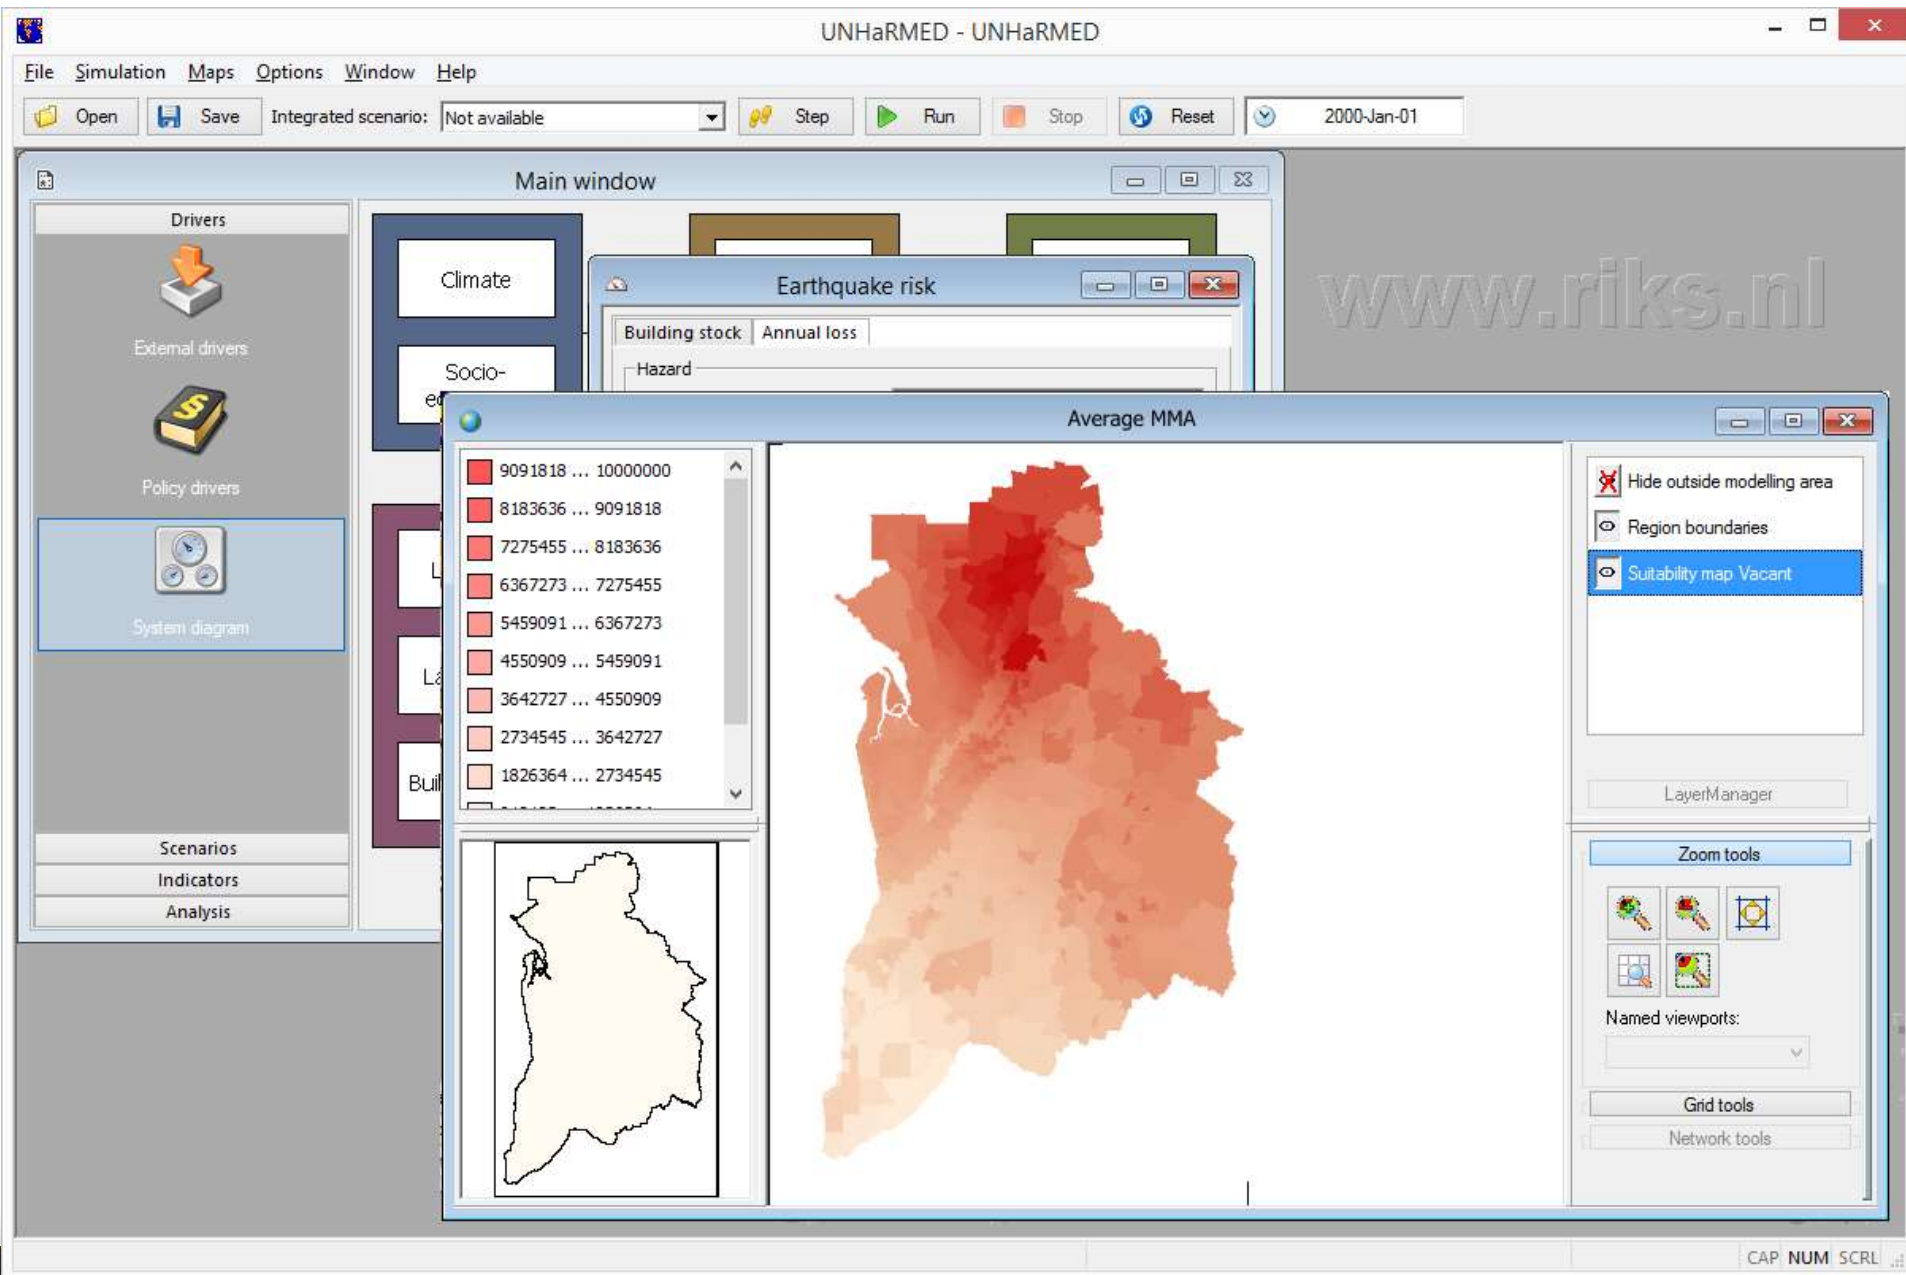 UNHaRMED - UNHaRMED
File Simulation Maps Options Window Help
Open Save Integrated scenario: Not available Step Run Stop Reset 2000-Jan-01
www.riks.nl
Main window
Drivers
External drivers
Policy drivers
System diagram
Scenarios
Indicators
Analysis
Climate
Socio-
Earthquake risk
Building stock Annual loss
Hazard
Average MMA
9091818 ... 10000000
8183636 ... 9091818
7275455 ... 8183636
6367273 ... 7275455
5459091 ... 6367273
4550909 ... 5459091
3642727 ... 4550909
2734545 ... 3642727
1826364 ... 2734545
Hide outside modelling area
Region boundaries
Suitability map Vacant
LayerManager
Zoom tools
Named viewports:
Grid tools
Network tools
CAP NUM SCRL